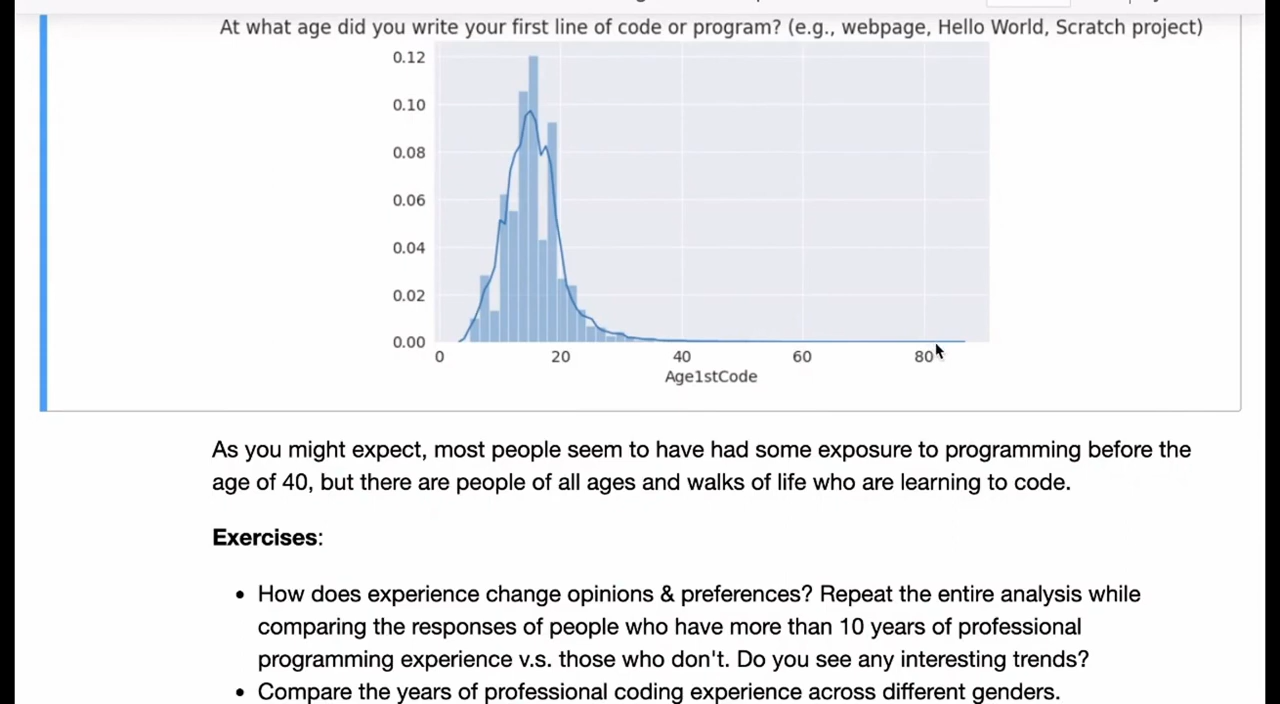 At what age did you write your first line of code or program? (e.g., webpage, Hello World, Scratch project)
0.12
0.10
0.08
0.06
0.04
0.02
0.00
0 20 40 60 80
Age1stCode
As you might expect, most people seem to have had some exposure to programming before the
age of 40, but there are people of all ages and walks of life who are learning to code.
Exercises:
• How does experience change opinions & preferences? Repeat the entire analysis while
comparing the responses of people who have more than 10 years of professional
programming experience v.s. those who don't. Do you see any interesting trends?
• Compare the years of professional coding experience across different genders.